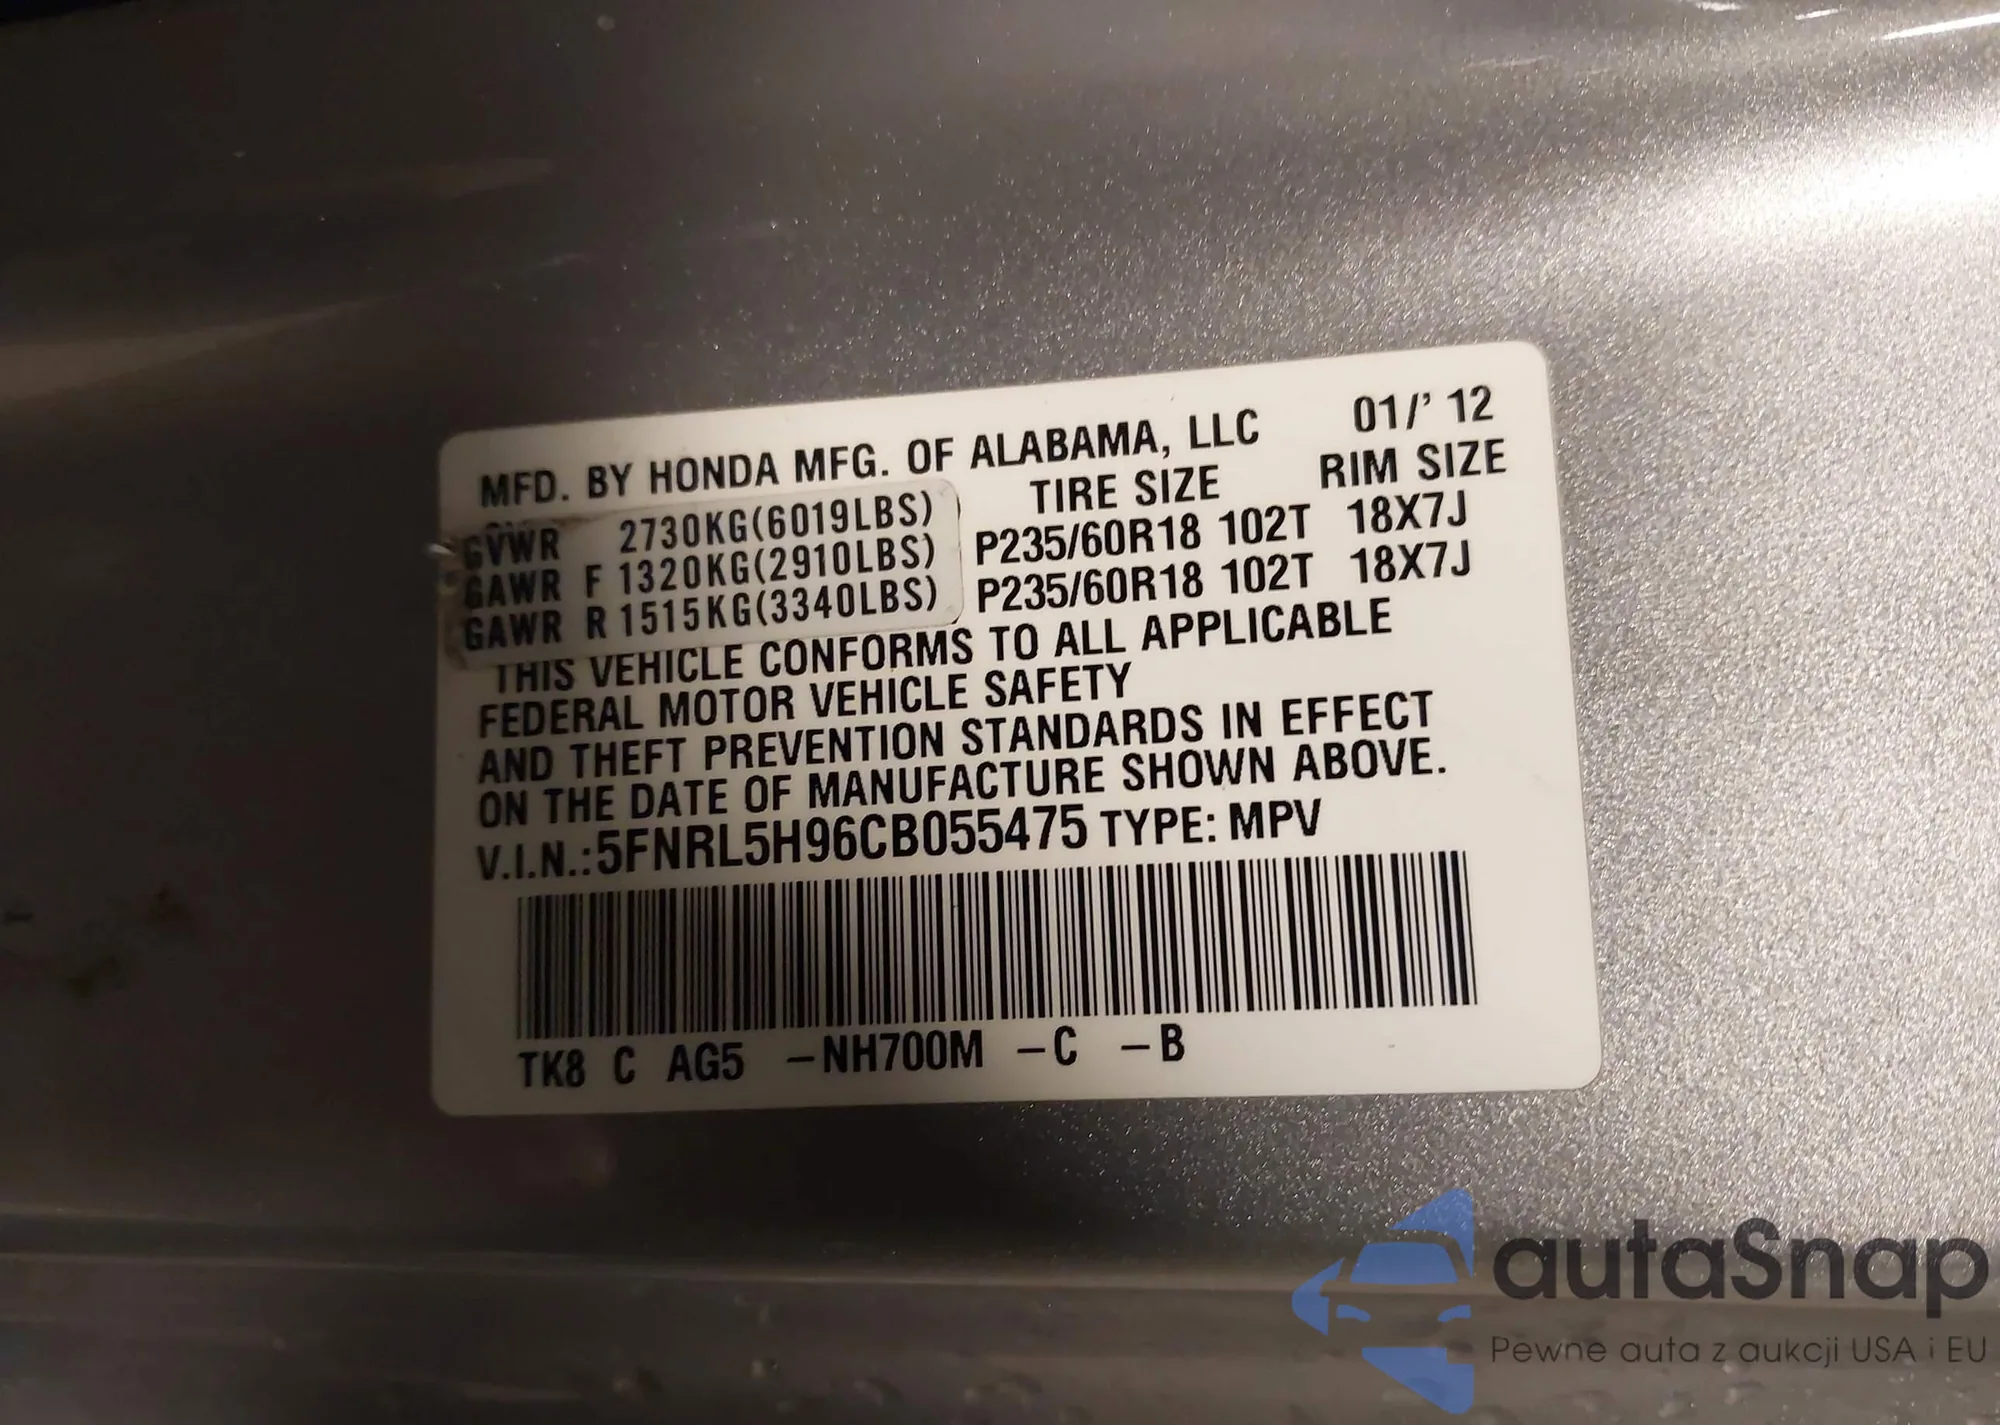 MFD. BY HONDA MFG. OF ALABAMA, LLC 01/' 12
TIRE SIZE RIM SIZE
GVWR 2730KG(6019LBS)
GAWR F 1320KG(2910LBS) P235/60R18 102T 18X7J
GAWR R 1515KG(3340LBS) P235/60R18 102T 18X7J
THIS VEHICLE CONFORMS TO ALL APPLICABLE
FEDERAL MOTOR VEHICLE SAFETY
AND THEFT PREVENTION STANDARDS IN EFFECT
ON THE DATE OF MANUFACTURE SHOWN ABOVE.
V.I.N.:5FNRL5H96CB055475 TYPE: MPV
TK8 C AG5 –NH700M –C –B
autaSnap
Pewne auta z aukcji USA i EU